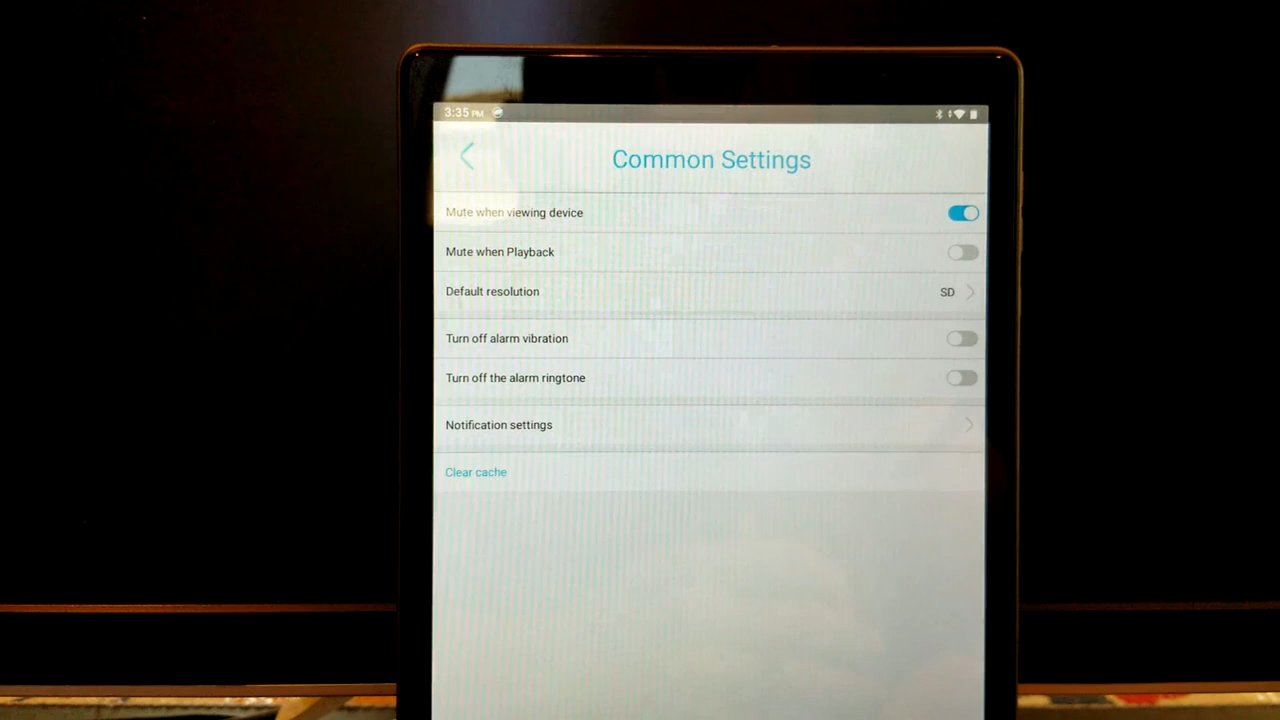 3:35 PM
Common Settings
Mute when viewing device
Mute when Playback
Default resolution SD
Turn off alarm vibration
Turn off the alarm ringtone
Notification settings
Clear cache